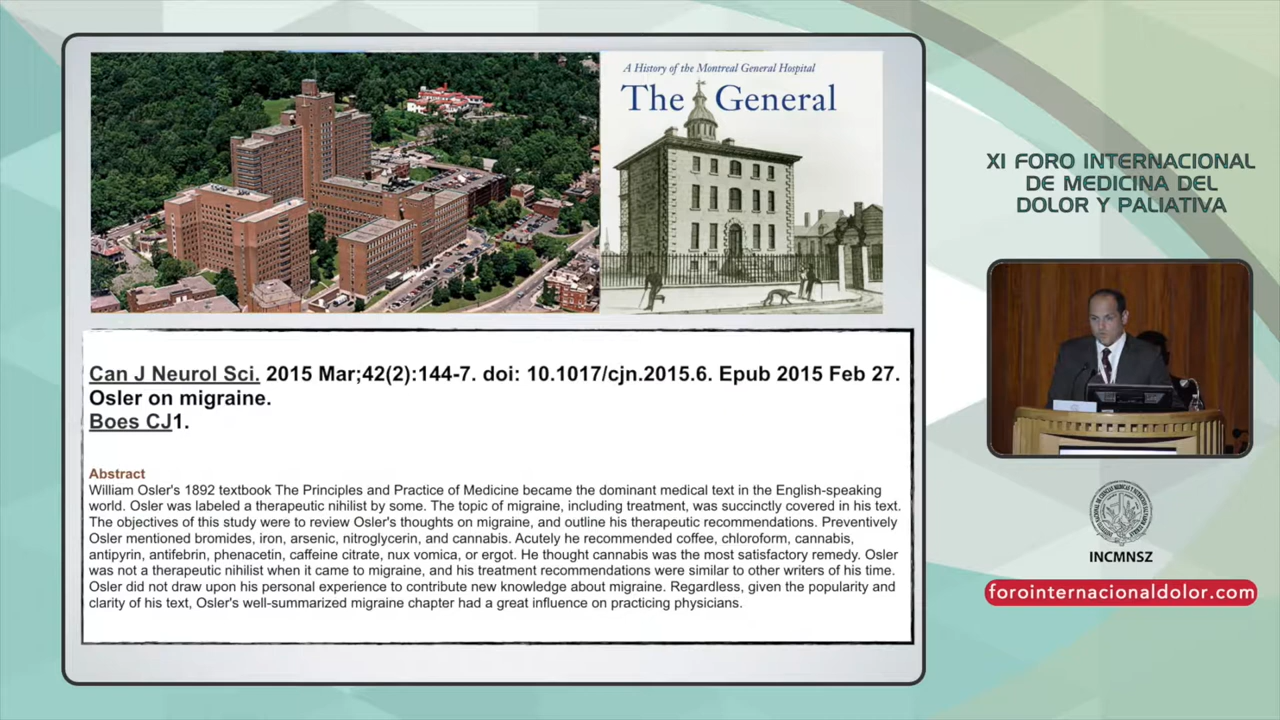 A History of the Montreal General Hospital
The General
Can J Neurol Sci. 2015 Mar;42(2):144-7. doi: 10.1017/cjn.2015.6. Epub 2015 Feb 27.
Osler on migraine.
Boes CJ1.
Abstract
William Osler's 1892 textbook The Principles and Practice of Medicine became the dominant medical text in the English-speaking
world. Osler was labeled a therapeutic nihilist by some. The topic of migraine, including treatment, was succinctly covered in his text.
The objectives of this study were to review Osler's thoughts on migraine, and outline his therapeutic recommendations. Preventively
Osler mentioned bromides, iron, arsenic, nitroglycerin, and cannabis. Acutely he recommended coffee, chloroform, cannabis,
antipyrin, antifebrin, phenacetin, caffeine citrate, nux vomica, or ergot. He thought cannabis was the most satisfactory remedy. Osler
was not a therapeutic nihilist when it came to migraine, and his treatment recommendations were similar to other writers of his time.
Osler did not draw upon his personal experience to contribute new knowledge about migraine. Regardless, given the popularity and
clarity of his text, Osler's well-summarized migraine chapter had a great influence on practicing physicians.
XI FORO INTERNACIONAL
DE MEDICINA DEL
DOLOR Y PALIATIVA
INCMNSZ
forointernacionaldolor.com